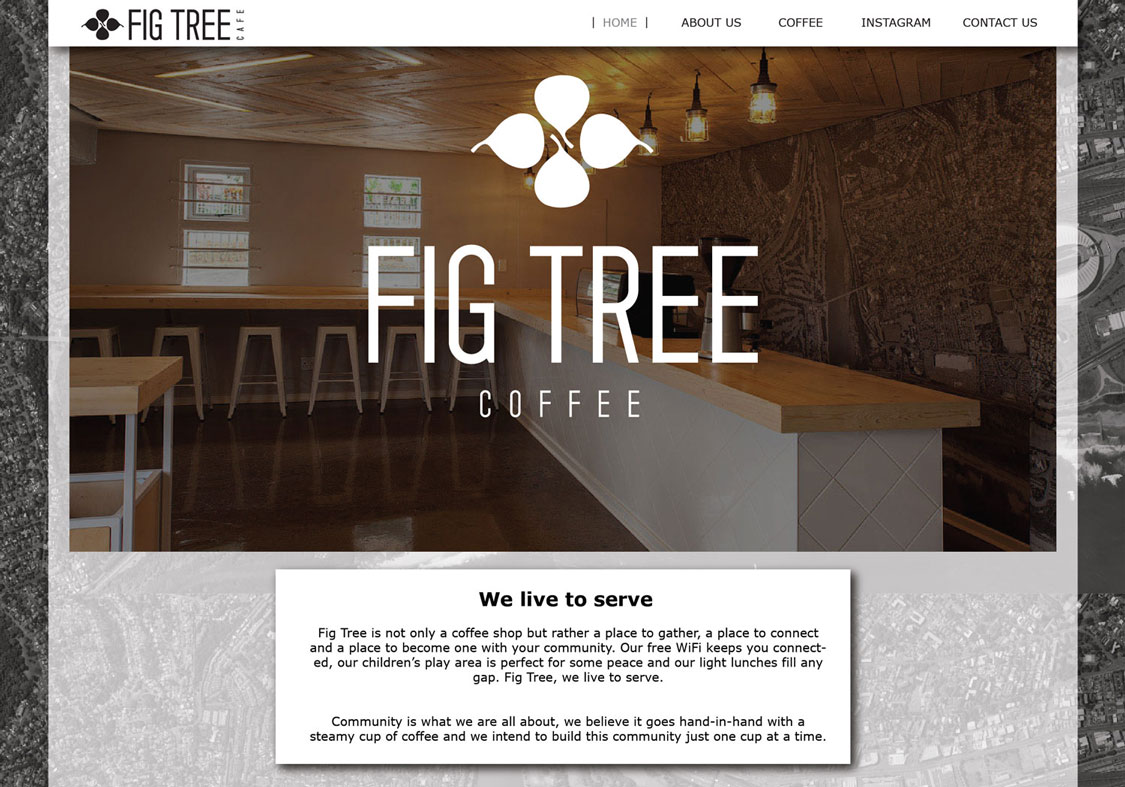 FIG TREE CAFE
| HOME | ABOUT US COFFEE INSTAGRAM CONTACT US
FIG TREE
COFFEE
We live to serve
Fig Tree is not only a coffee shop but rather a place to gather, a place to connect
and a place to become one with your community. Our free WiFi keeps you connect-
ed, our children’s play area is perfect for some peace and our light lunches fill any
gap. Fig Tree, we live to serve.
Community is what we are all about, we believe it goes hand-in-hand with a
steamy cup of coffee and we intend to build this community just one cup at a time.